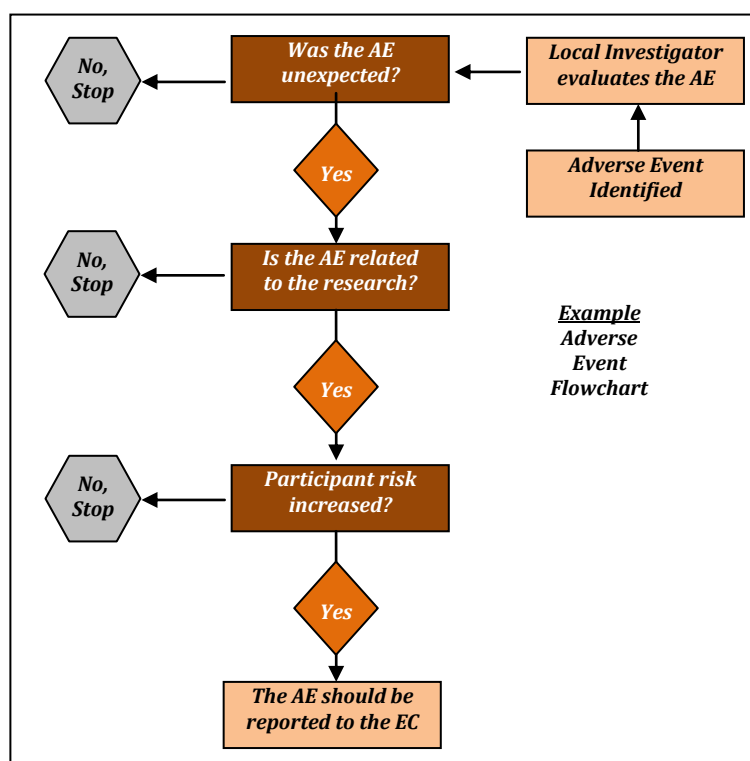 Adverse Event
Identified
Local Investigator
evaluates the AE
Was the AE
unexpected?
No,
Stop
Yes
Is the AE related
to the research?
No,
Stop
Yes
Participant risk
increased?
No,
Stop
Yes
The AE should be
reported to the EC
Example
Adverse
Event
Flowchart